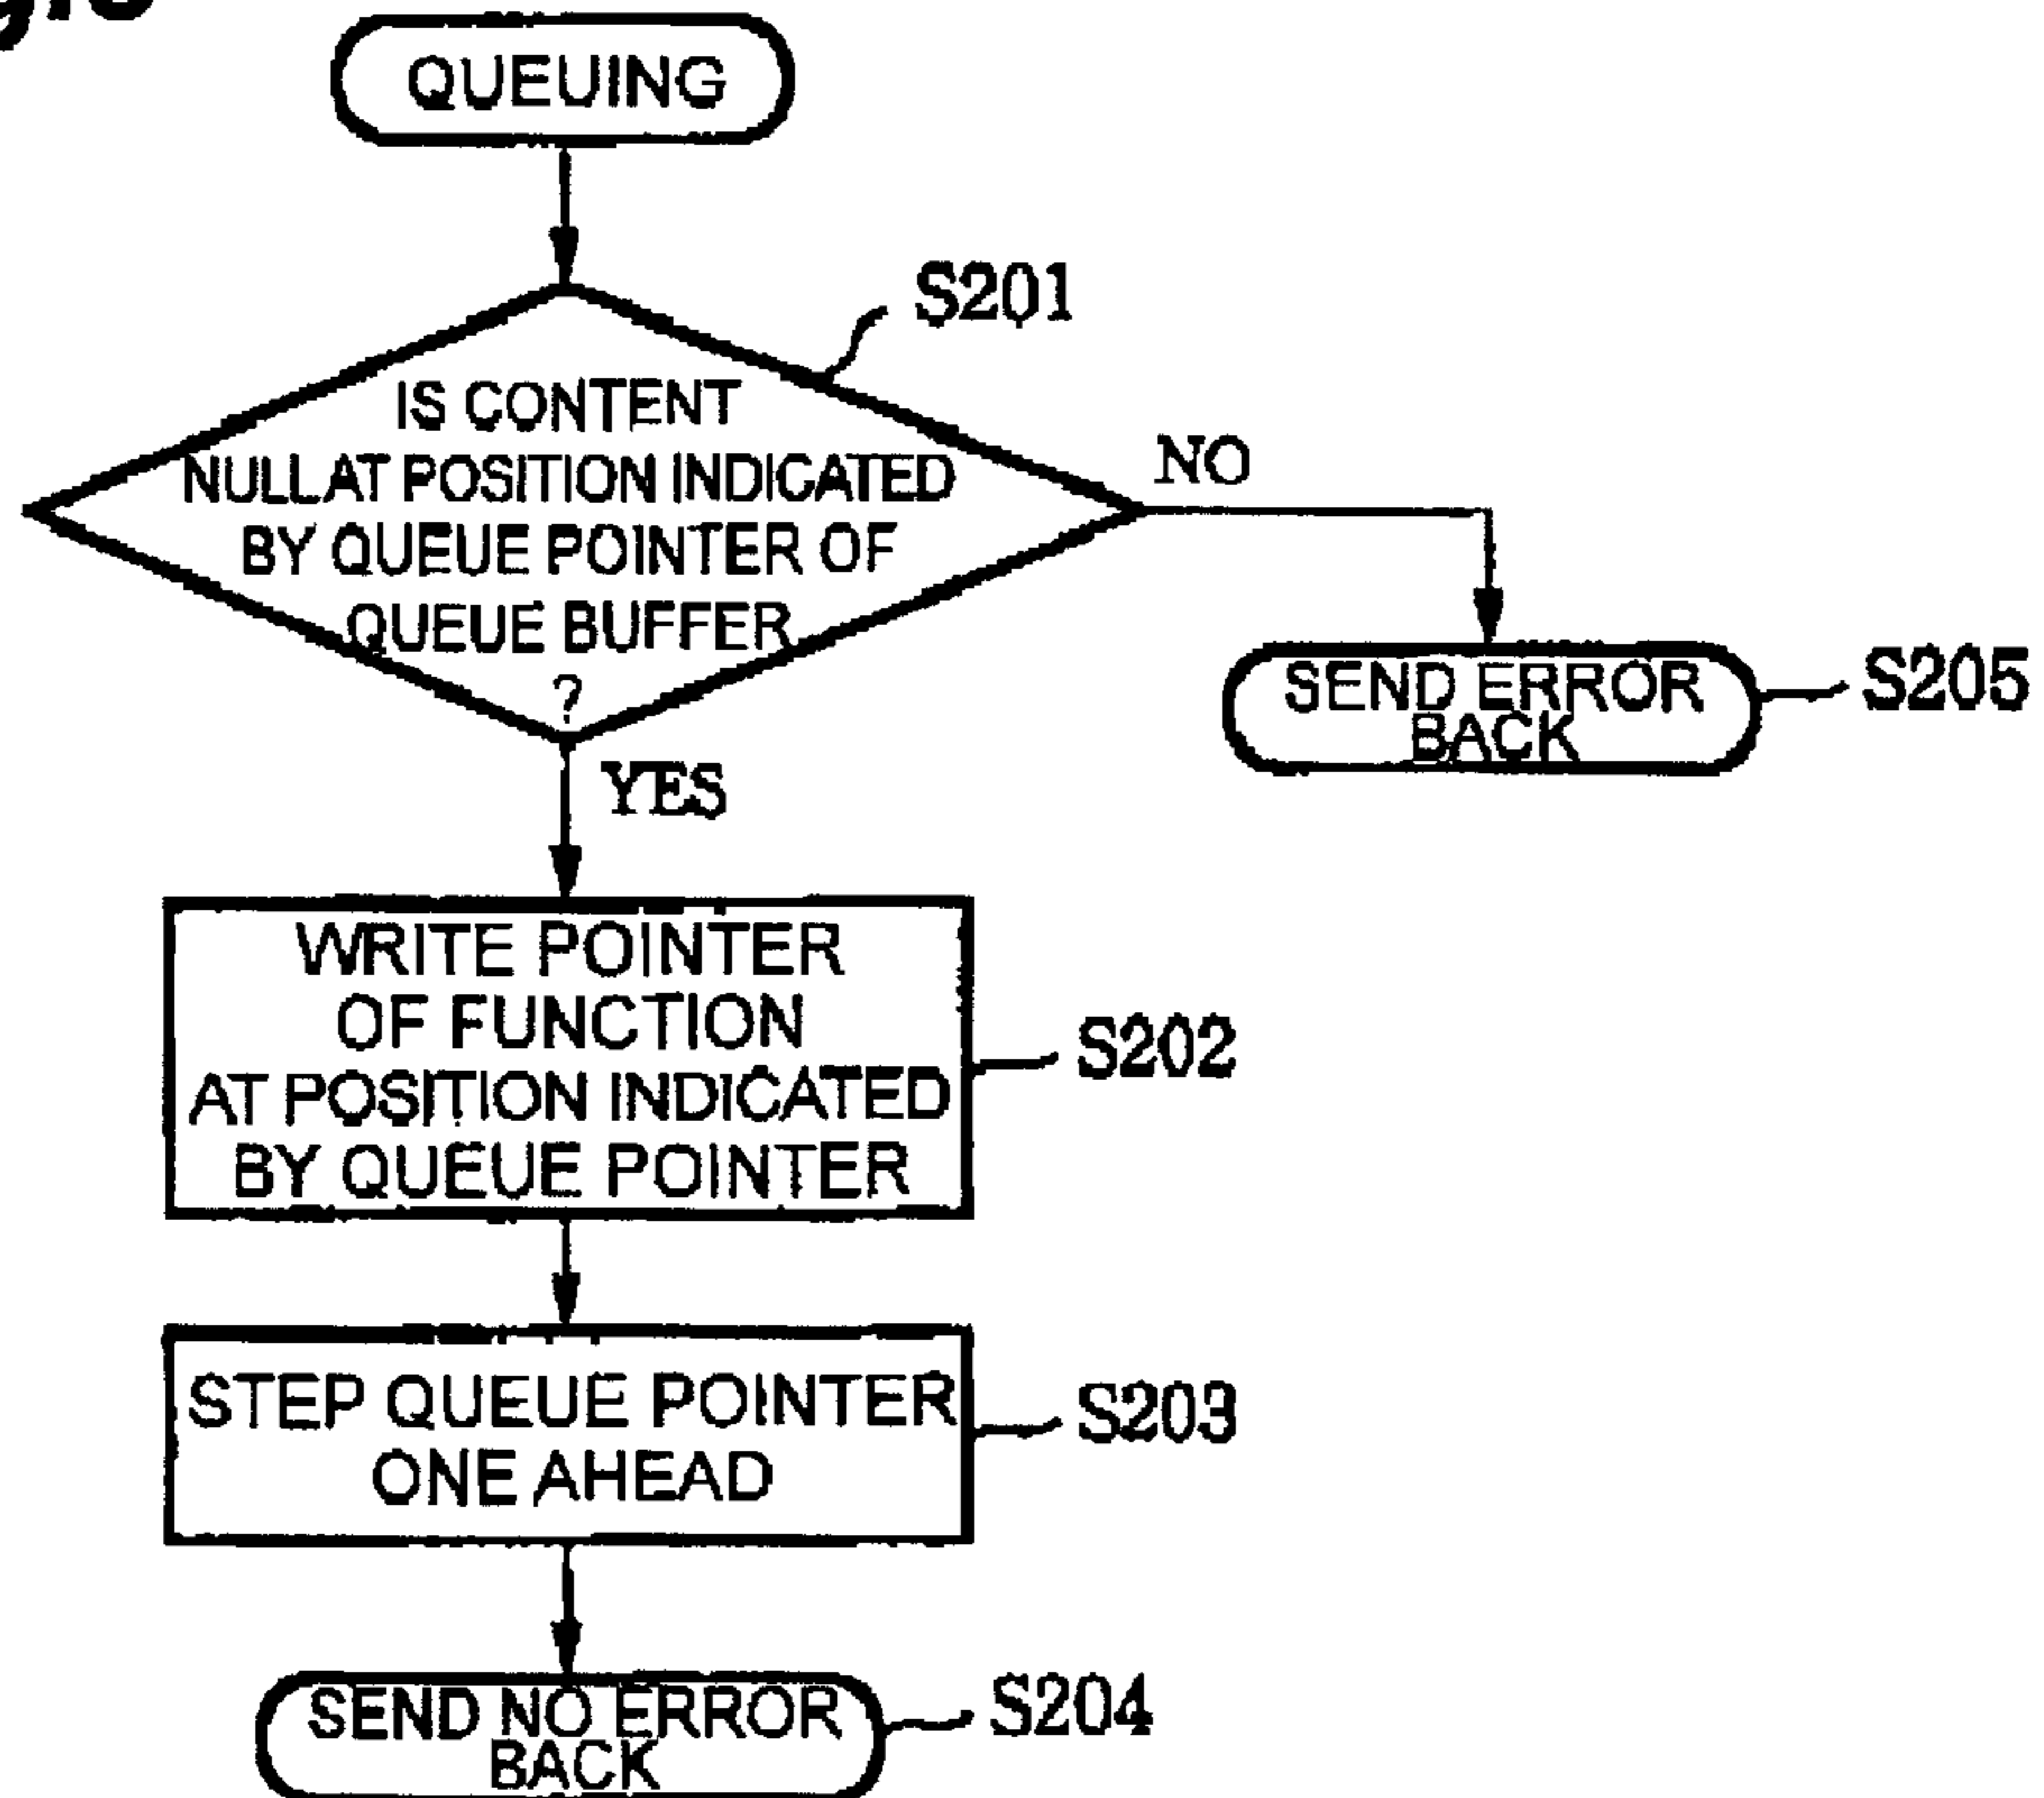 QUEUING
S201
IS CONTENT
NULL AT POSITION INDICATED
BY QUEUE POINTER OF
QUEUE BUFFER
?
NO
SEND ERROR
BACK
S205
YES
WRITE POINTER
OF FUNCTION
AT POSITION INDICATED
BY QUEUE POINTER
S202
STEP QUEUE POINTER
ONE AHEAD
S203
SEND NO ERROR
BACK
S204